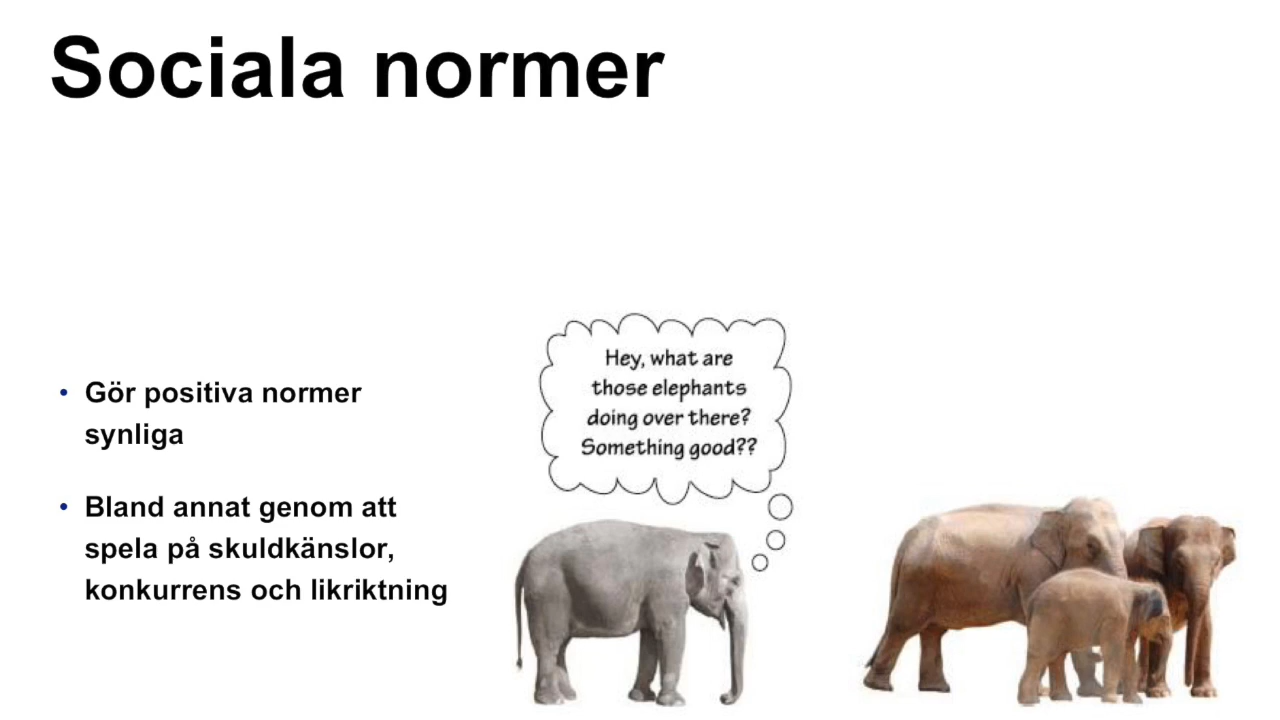 Sociala normer
• Gör positiva normer
synliga
• Bland annat genom att
spela på skuldkänslor,
konkurrens och likriktning
Hey, what are
those elephants
doing over there?
Something good??